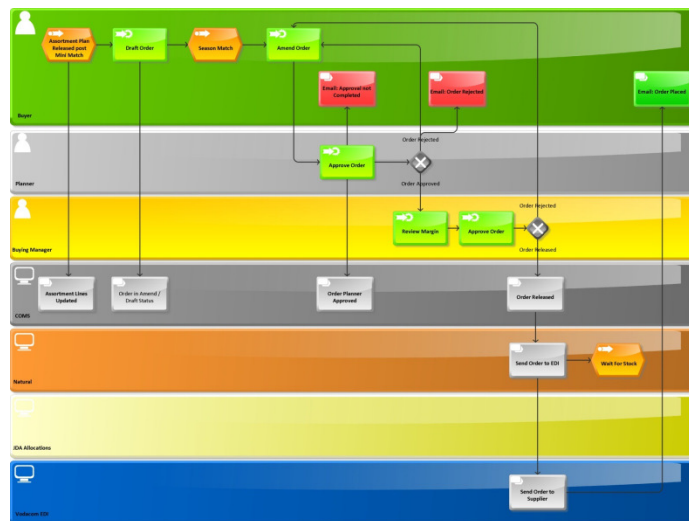 Assortment Plan
Released post
Mini Match
Draft Order
Season Match
Amend Order
Email: Approval not
Completed
Email: Order Rejected
Email: Order Placed
Buyer
Order Rejected
Approve Order
Order Approved
Planner
Order Rejected
Review Margin
Approve Order
Order Released
Buying Manager
Assortment Lines
Updated
Order in Amend /
Draft Status
Order Planner
Approved
Order Released
COMS
Send Order to EDI
Wait For Stock
Natural
JDA Allocations
Send Order to
Supplier
EDI